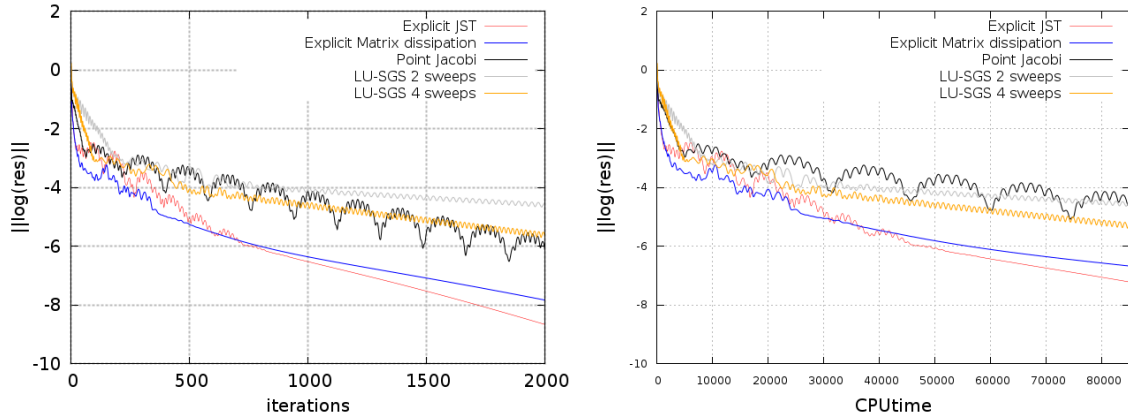 2
0
-2
-4
-6
-8
-10
||log(res)||
0
500
1000
1500
2000
iterations
Explicit JST
Explicit Matrix dissipation
Point Jacobi
LU-SGS 2 sweeps
LU-SGS 4 sweeps
2
0
-2
-4
-6
-8
-10
||log(res)||
0
10000
20000
30000
40000
50000
60000
70000
80000
CPUtime
Explicit JST
Explicit Matrix dissipation
Point Jacobi
LU-SGS 2 sweeps
LU-SGS 4 sweeps